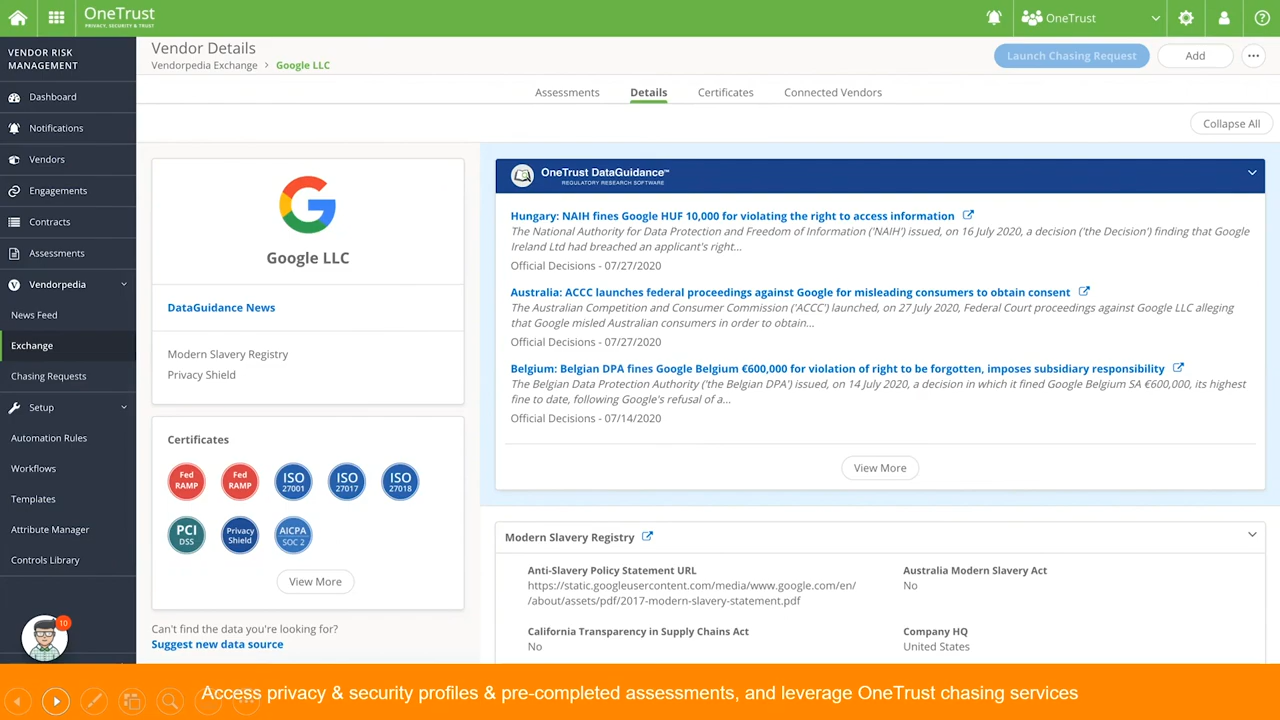 OneTrust
PRIVACY, SECURITY & TRUST
OneTrust
VENDOR RISK
MANAGEMENT
Dashboard
Notifications
Vendors
Engagements
Contracts
Assessments
Vendorpedia
News Feed
Exchange
Chasing Requests
Setup
Automation Rules
Workflows
Templates
Attribute Manager
Controls Library
10
Vendor Details
Vendorpedia Exchange > Google LLC
Launch Chasing Request
Add
Assessments
Details
Certificates
Connected Vendors
Collapse All
Google LLC
DataGuidance News
Modern Slavery Registry
Privacy Shield
Certificates
Fed
RAMP
Fed
RAMP
ISO
27001
ISO
27017
ISO
27018
PCI
DSS
Privacy
Shield
AICPA
SOC 2
View More
Can't find the data you're looking for?
Suggest new data source
OneTrust DataGuidance™
REGULATORY RESEARCH SOFTWARE
Hungary: NAIH fines Google HUF 10,000 for violating the right to access information
The National Authority for Data Protection and Freedom of Information ('NAIH') issued, on 16 July 2020, a decision ('the Decision') finding that Google
Ireland Ltd had breached an applicant's right...
Official Decisions - 07/27/2020
Australia: ACCC launches federal proceedings against Google for misleading consumers to obtain consent
The Australian Competition and Consumer Commission ('ACCC') launched, on 27 July 2020, Federal Court proceedings against Google LLC alleging
that Google misled Australian consumers in order to obtain...
Official Decisions - 07/27/2020
Belgium: Belgian DPA fines Google Belgium €600,000 for violation of right to be forgotten, imposes subsidiary responsibility
The Belgian Data Protection Authority ('the Belgian DPA') issued, on 14 July 2020, a decision in which it fined Google Belgium SA €600,000, its highest
fine to date, following Google's refusal of a...
Official Decisions - 07/14/2020
View More
Modern Slavery Registry
Anti-Slavery Policy Statement URL
https://static.googleusercontent.com/media/www.google.com/en/
/about/assets/pdf/2017-modern-slavery-statement.pdf
Australia Modern Slavery Act
No
California Transparency in Supply Chains Act
No
Company HQ
United States
Access privacy & security profiles & pre-completed assessments, and leverage OneTrust chasing services